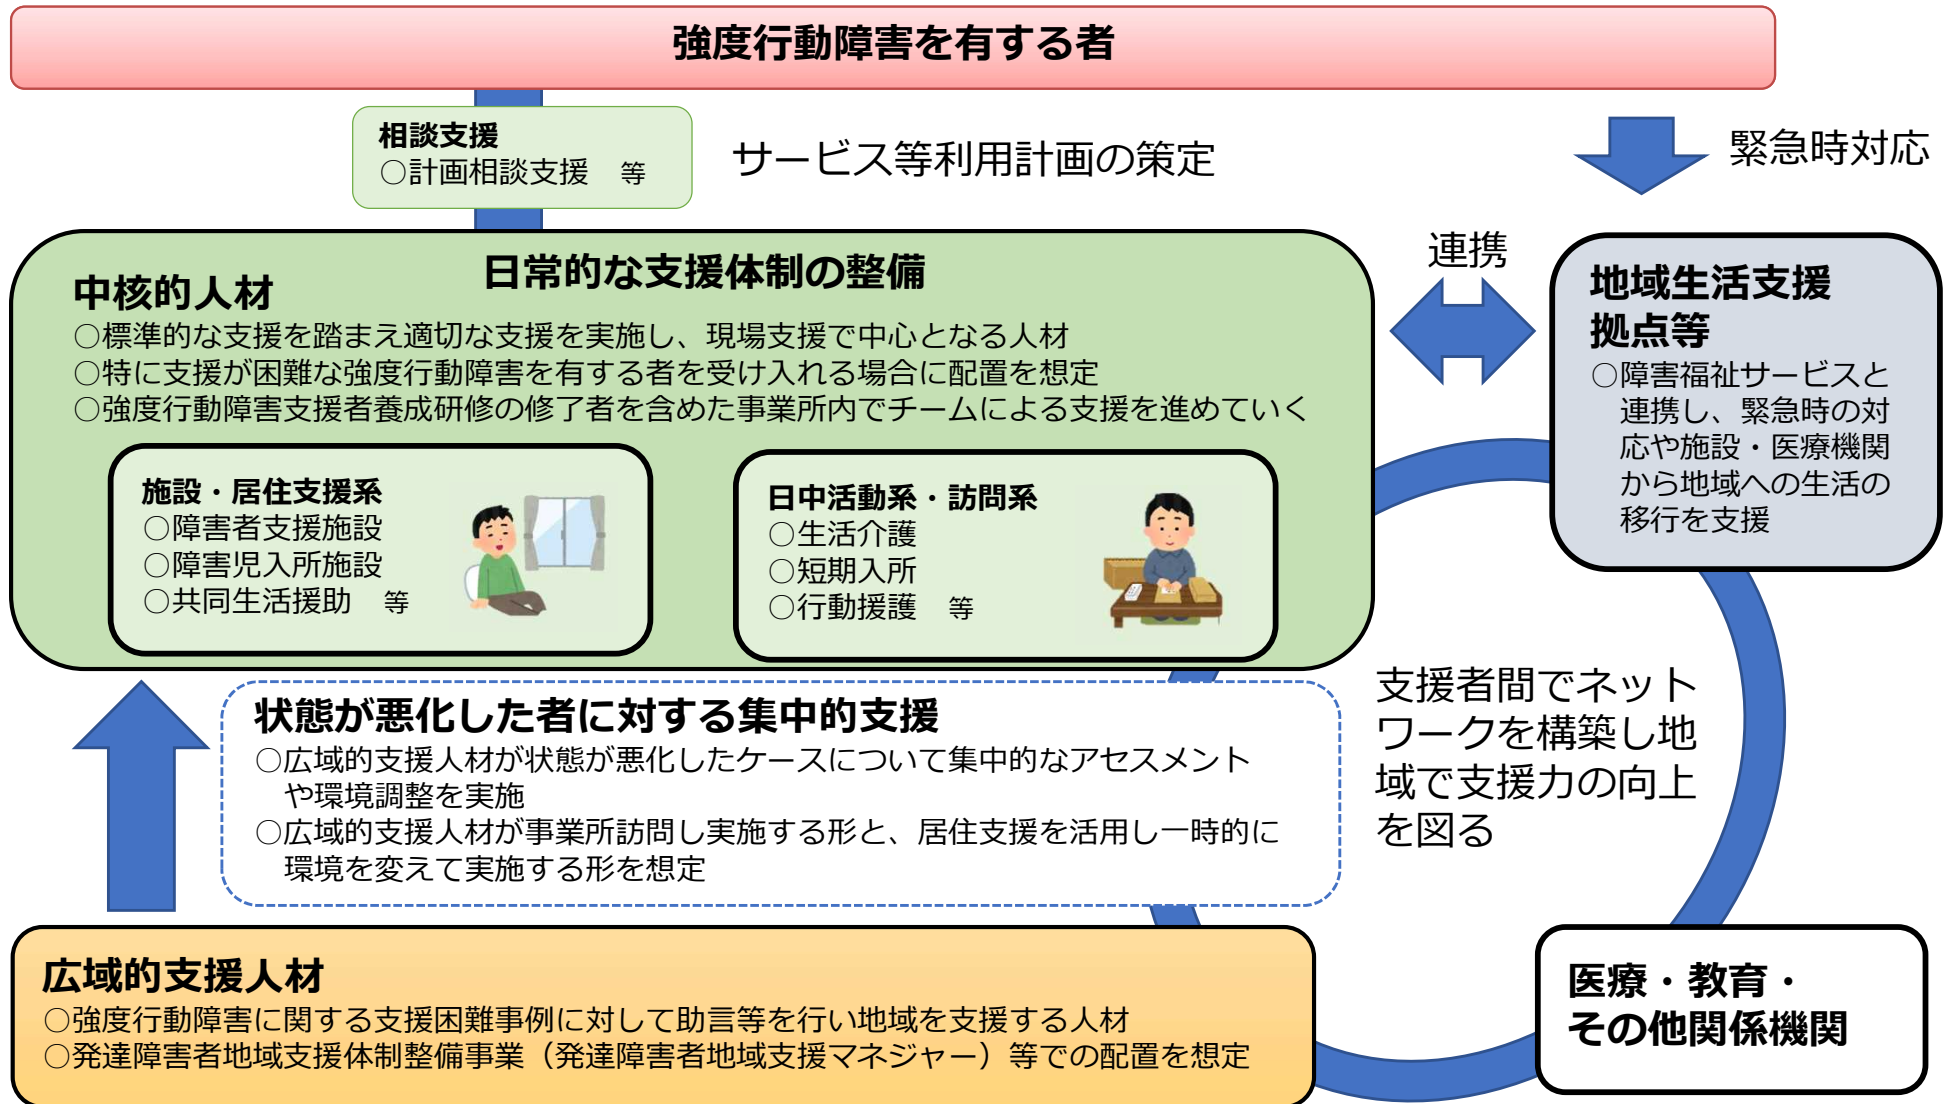 強度行動障害を有する者
相談支援
○計画相談支援　等
サービス等利用計画の策定
緊急時対応
日常的な支援体制の整備
中核的人材
○標準的な支援を踏まえ適切な支援を実施し、現場支援で中心となる人材
○特に支援が困難な強度行動障害を有する者を受け入れる場合に配置を想定
○強度行動障害支援者養成研修の修了者を含めた事業所内でチームによる支援を進めていく
施設・居住支援系
○障害者支援施設
○障害児入所施設
○共同生活援助　等
日中活動系・訪問系
○生活介護
○短期入所
○行動援護　等
連携
地域生活支援
拠点等
○障害福祉サービスと
連携し、緊急時の対
応や施設・医療機関
から地域への生活の
移行を支援
状態が悪化した者に対する集中的支援
○広域的支援人材が状態が悪化したケースについて集中的なアセスメント
や環境調整を実施
○広域的支援人材が事業所訪問し実施する形と、居住支援を活用し一時的に
環境を変えて実施する形を想定
支援者間でネット
ワークを構築し地
域で支援力の向上
を図る
広域的支援人材
○強度行動障害に関する支援困難事例に対して助言等を行い地域を支援する人材
○発達障害者地域支援体制整備事業（発達障害者地域支援マネジャー）等での配置を想定
医療・教育・
その他関係機関